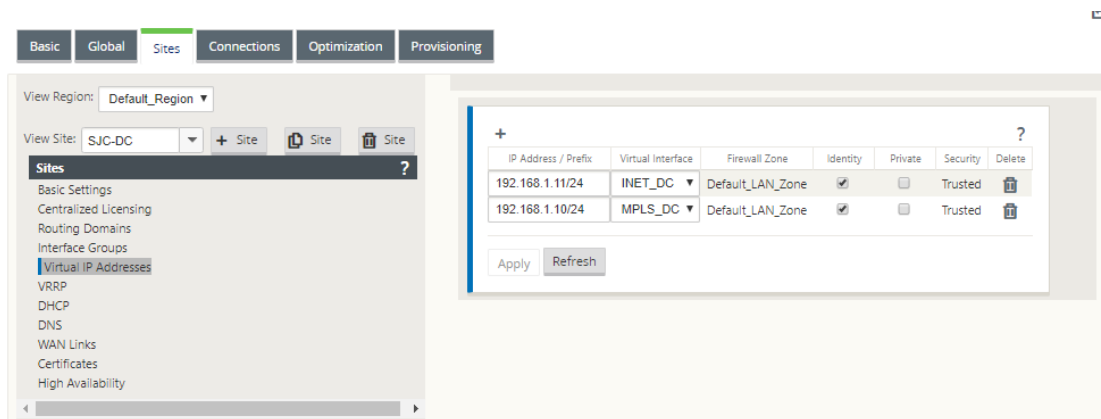 Basic Global Sites Connections Optimization Provisioning
View Region: Default_Region
View Site: SJC-DC + Site Site Site
Sites ?
Basic Settings
Centralized Licensing
Routing Domains
Interface Groups
Virtual IP Addresses
VRRP
DHCP
DNS
WAN Links
Certificates
High Availability
+ ?
IP Address / Prefix Virtual Interface Firewall Zone Identity Private Security Delete
192.168.1.11/24 INET_DC Default_LAN_Zone Trusted
192.168.1.10/24 MPLS_DC Default_LAN_Zone Trusted
Apply Refresh